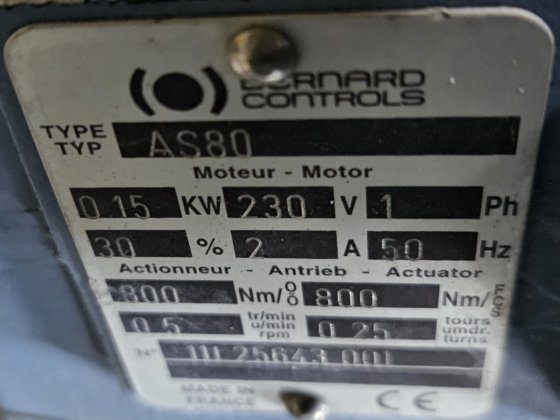 BERNARD
CONTROLS
TYPE
TYP AS80
Moteur - Motor
0.15 KW 230 V 1 Ph
30 % 2 A 50 Hz
Actionneur - Antrieb - Actuator
800 Nm/ 800 Nm/
0.5 tr/min u/min rpm 0.25 tours umdr. turns
N° 11L25643.001
MADE IN
FRANCE CE